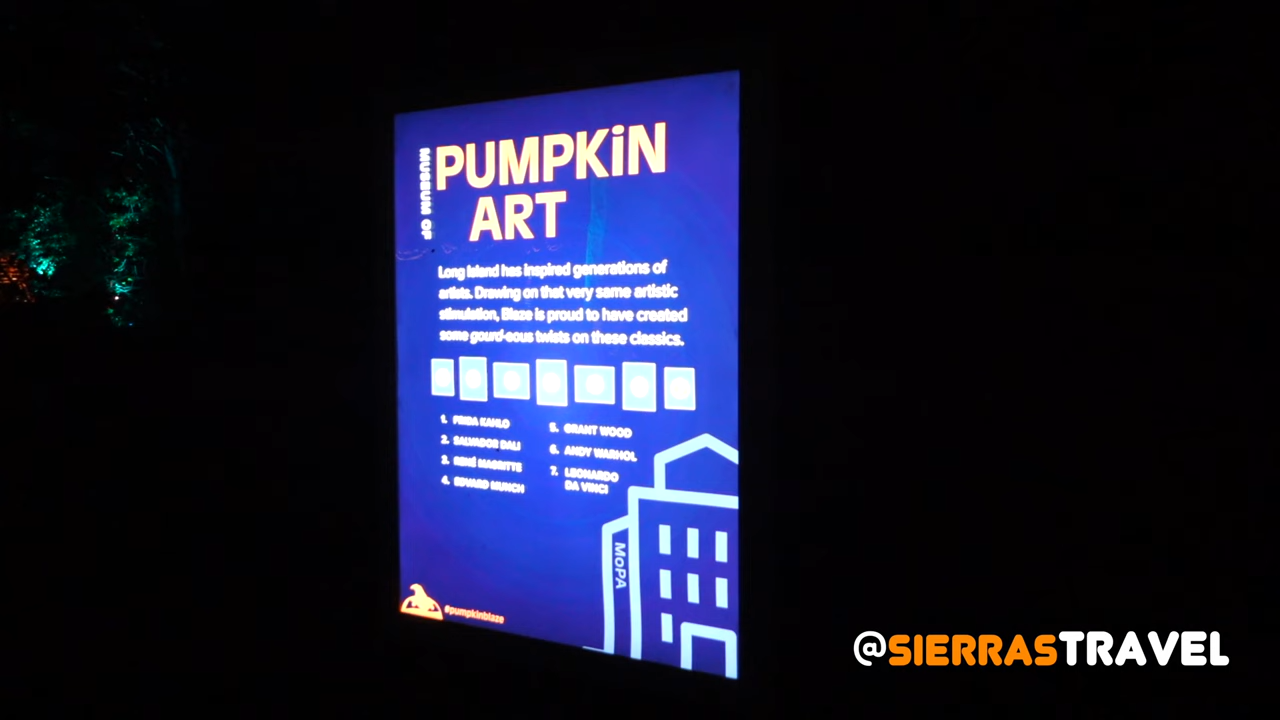 MUSEUM OF
PUMPKiN
ART
Long Island has inspired generations of
artists. Drawing on that very same artistic
stimulation, Blaze is proud to have created
some gourd-eous twists on these classics.
1. FRIDA KAHLO
2. SALVADOR DALI
3. RENÉ MAGRITTE
4. EDVARD MUNCH
5. GRANT WOOD
6. ANDY WARHOL
7. LEONARDO
DA VINCI
MoPA
#pumpkinblaze
@SIERRASTRAVEL